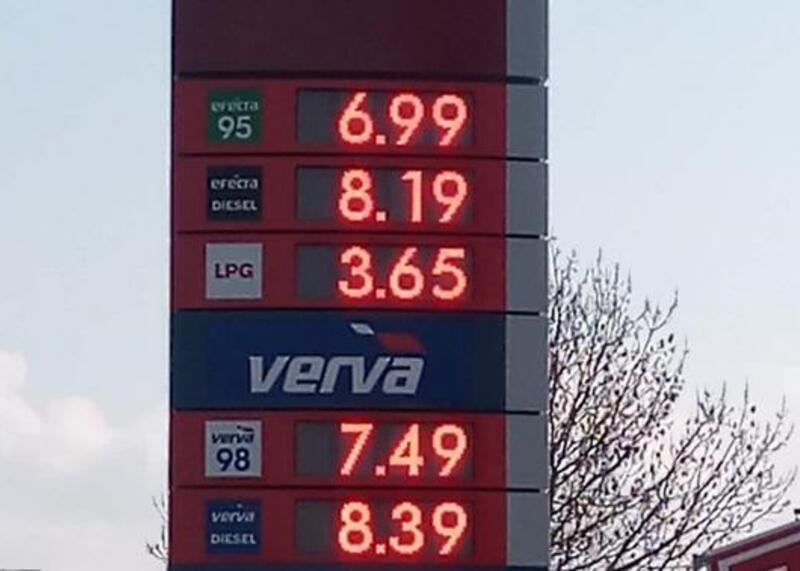 efecta
95
6.99
efecta
DIESEL
8.19
LPG
3.65
verva
verva
98
7.49
verva
DIESEL
8.39